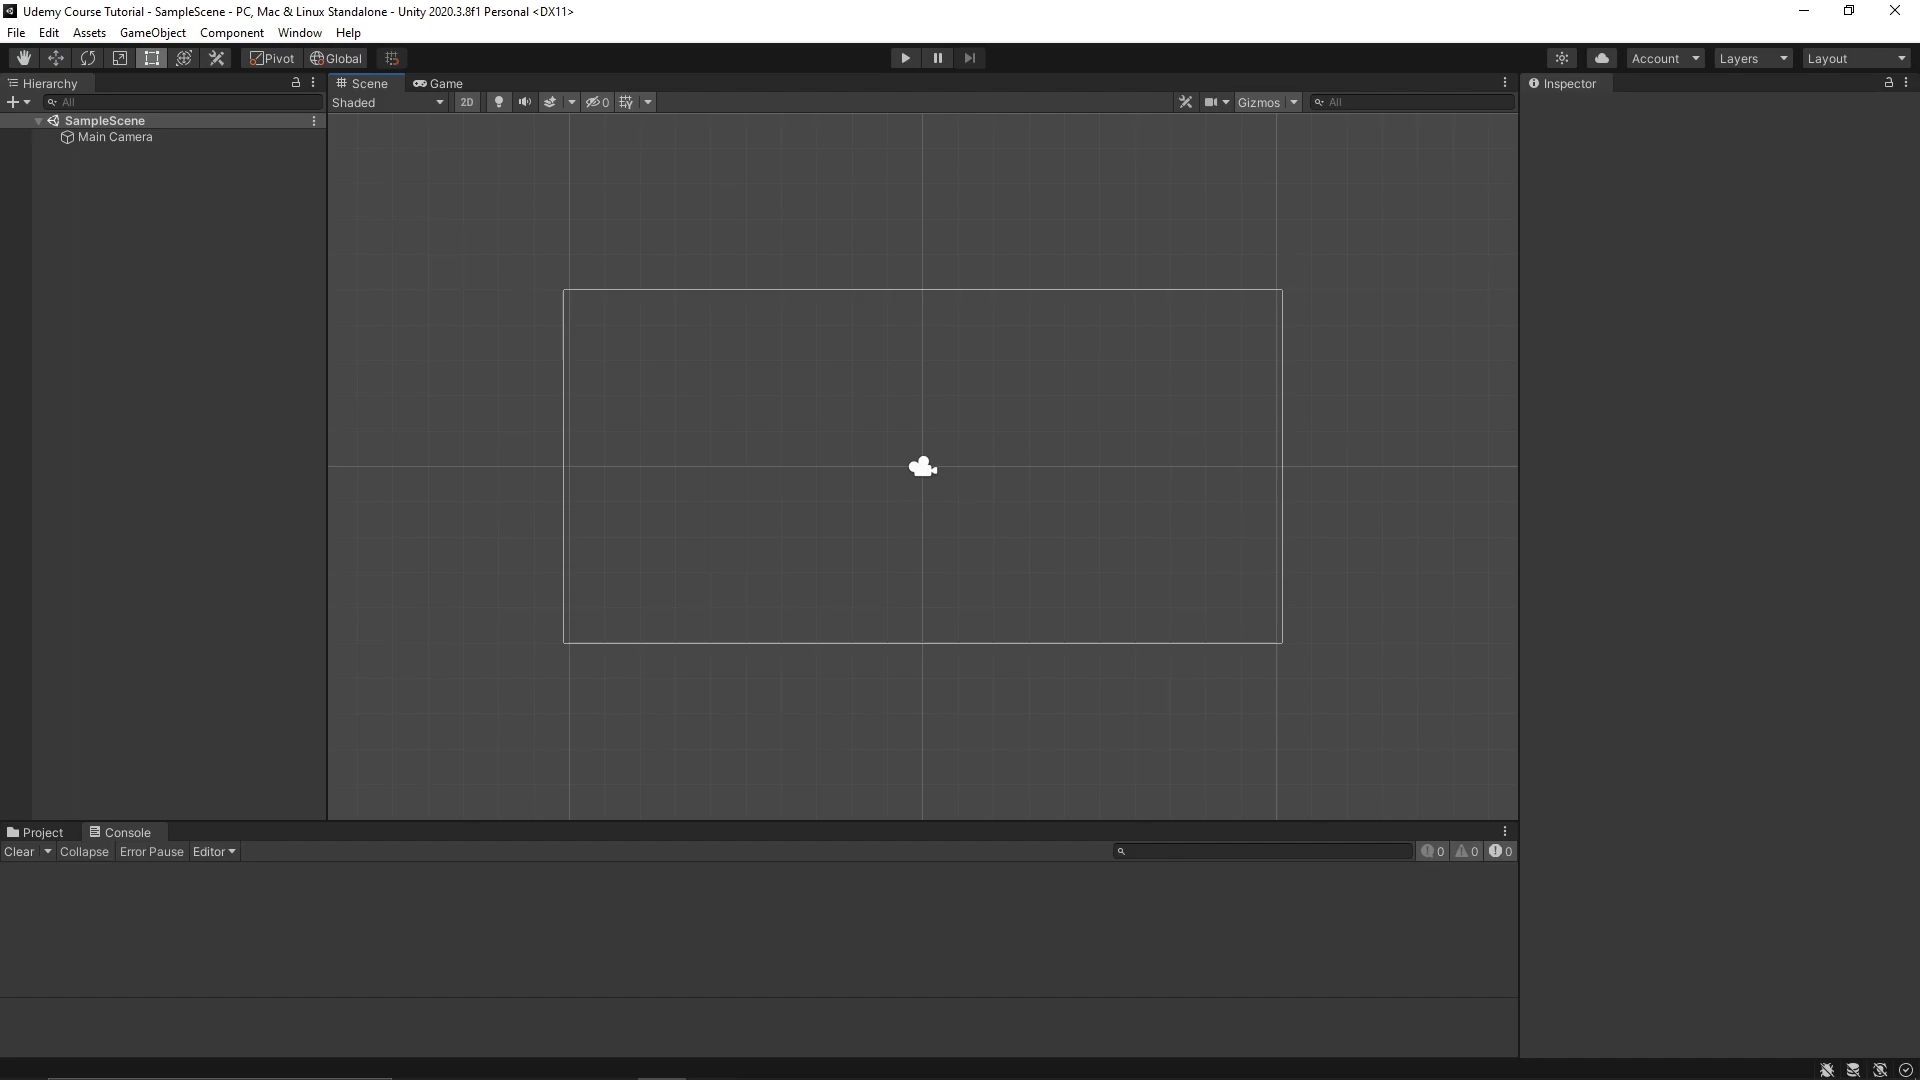 Udemy Course Tutorial - SampleScene - PC, Mac & Linux Standalone - Unity 2020.3.8f1 Personal <DX11>
File Edit Assets GameObject Component Window Help
Pivot Global Account Layers Layout
Hierarchy Scene Game Inspector
All Shaded 2D 0 Gizmos All
SampleScene
Main Camera
Project Console
Clear Collapse Error Pause Editor 0 0 0